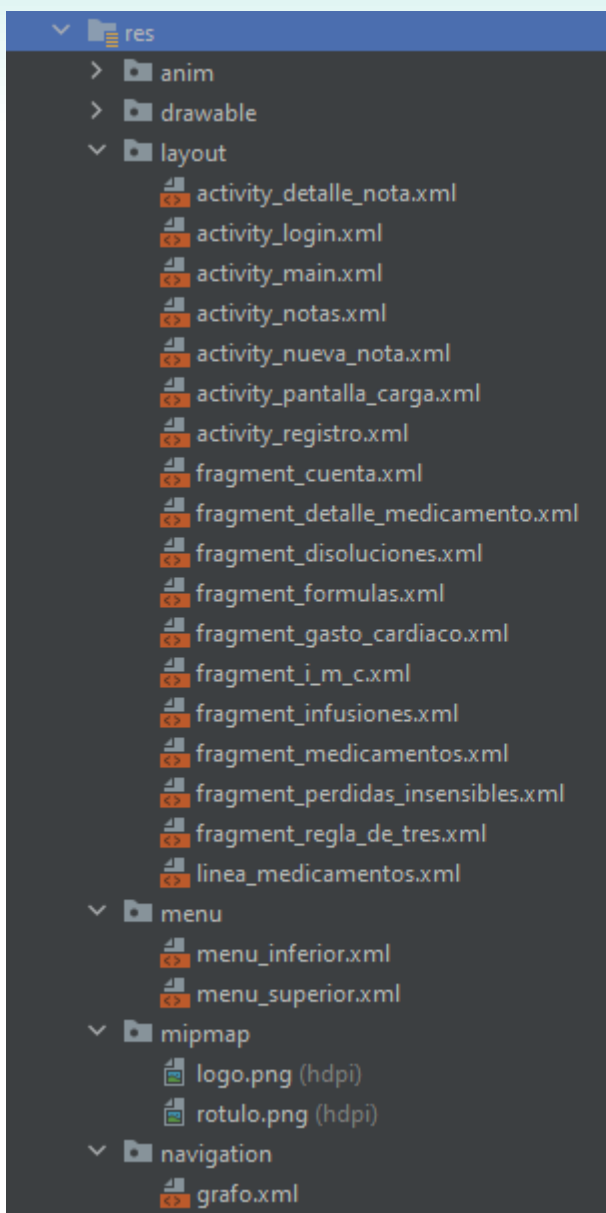 res
anim
drawable
layout
activity_detalle_nota.xml
activity_login.xml
activity_main.xml
activity_notas.xml
activity_nueva_nota.xml
activity_pantalla_carga.xml
activity_registro.xml
fragment_cuenta.xml
fragment_detalle_medicamento.xml
fragment_disoluciones.xml
fragment_formulas.xml
fragment_gasto_cardiaco.xml
fragment_i_m_c.xml
fragment_infusiones.xml
fragment_medicamentos.xml
fragment_perdidas_insensibles.xml
fragment_regla_de_tres.xml
linea_medicamentos.xml
menu
menu_inferior.xml
menu_superior.xml
mipmap
logo.png (hdpi)
rotulo.png (hdpi)
navigation
grafo.xml